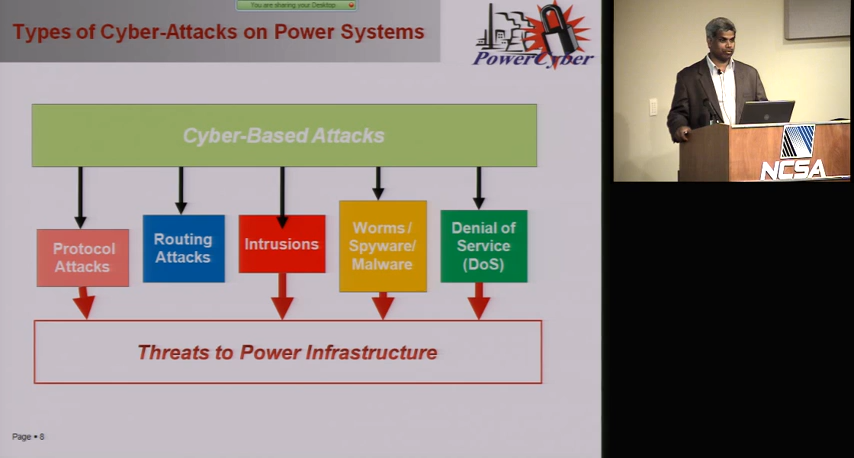 You are sharing your Desktop
Types of Cyber-Attacks on Power Systems
PowerCyber
Cyber-Based Attacks
Protocol
Attacks
Routing
Attacks
Intrusions
Worms /
Spyware/
Malware
Denial of
Service
(DoS)
Threats to Power Infrastructure
Page • 8
NCSA